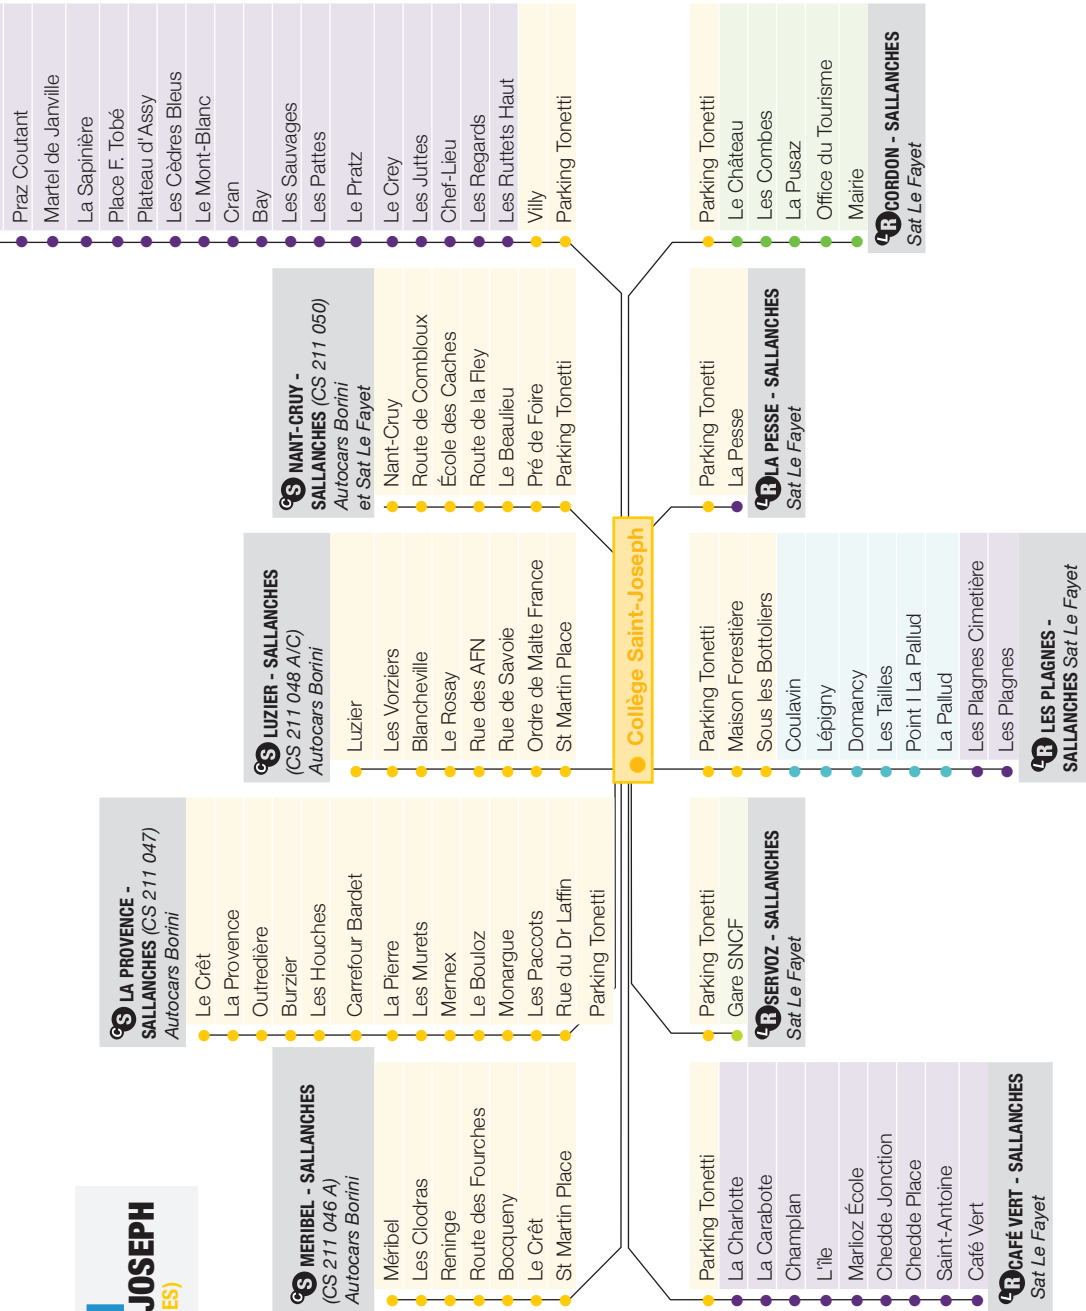 JOSEPH
ES)
CS MERIBEL - SALLANCHES
(CS 211 046 A)
Autocars Borini
Méribel
Les Clodras
Reninge
Route des Fourches
Bocqueny
Le Crêt
St Martin Place
CS LA PROVENCE -
SALLANCHES (CS 211 047)
Autocars Borini
Le Crêt
La Provence
Outredière
Burzier
Les Houches
Carrefour Bardet
La Pierre
Les Murets
Mernex
Le Bouloz
Monargue
Les Paccots
Rue du Dr Laffin
Parking Tonetti
CS LUZIER - SALLANCHES
(CS 211 048 A/C)
Autocars Borini
Luzier
Les Vorziers
Blancheville
Le Rosay
Rue des AFN
Rue de Savoie
Ordre de Malte France
St Martin Place
CS NANT-CRUY -
SALLANCHES (CS 211 050)
Autocars Borini
et Sat Le Fayet
Nant-Cruy
Route de Combloux
École des Caches
Route de la Fley
Le Beaulieu
Pré de Foire
Parking Tonetti
Praz Coutant
Martel de Janville
La Sapinière
Place F. Tobé
Plateau d'Assy
Les Cèdres Bleus
Le Mont-Blanc
Cran
Bay
Les Sauvages
Les Pattes
Le Pratz
Le Crey
Les Juttes
Chef-Lieu
Les Regards
Les Ruttets Haut
Villy
Parking Tonetti
Collège Saint-Joseph
Parking Tonetti
La Charlotte
La Carabote
Champlan
L'île
Marlioz École
Chedde Jonction
Chedde Place
Saint-Antoine
Café Vert
LR CAFÉ VERT - SALLANCHES
Sat Le Fayet
Parking Tonetti
Gare SNCF
LR SERVOZ - SALLANCHES
Sat Le Fayet
Parking Tonetti
Maison Forestière
Sous les Bottoliers
Coulavin
Lépigny
Domancy
Les Tailles
Point I La Pallud
La Pallud
Les Plagnes Cimetière
Les Plagnes
LR LES PLAGNES -
SALLANCHES Sat Le Fayet
Parking Tonetti
La Pesse
LR LA PESSE - SALLANCHES
Sat Le Fayet
Parking Tonetti
Le Château
Les Combes
La Pusaz
Office du Tourisme
Mairie
LR CORDON - SALLANCHES
Sat Le Fayet